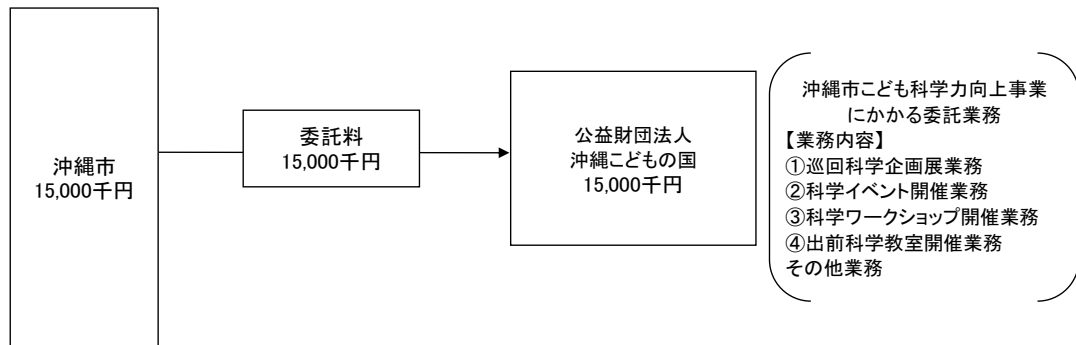 沖縄市
15,000千円
委託料
15,000千円
公益財団法人
沖縄こどもの国
15,000千円
沖縄市こども科学力向上事業
にかかる委託業務
【業務内容】
①巡回科学企画展業務
②科学イベント開催業務
③科学ワークショップ開催業務
④出前科学教室開催業務
その他業務